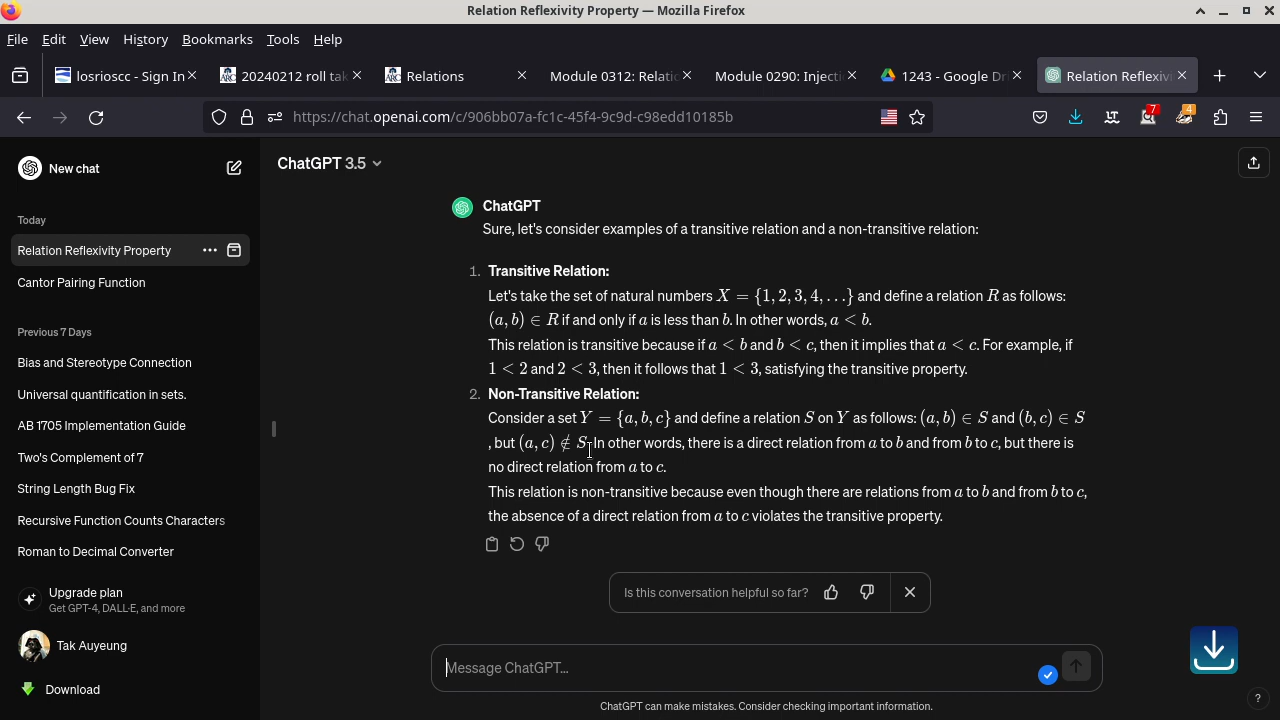 Relation Reflexivity Property — Mozilla Firefox
File Edit View History Bookmarks Tools Help
losrioscc - Sign In
20240212 roll tak
Relations
Module 0312: Relatio
Module 0290: Injecti
1243 - Google Dr
Relation Reflexivi
https://chat.openai.com/c/906bb07a-fc1c-45f4-9c9d-c98edd10185b
7
4
New chat
ChatGPT 3.5
Today
Relation Reflexivity Property
Cantor Pairing Function
Previous 7 Days
Bias and Stereotype Connection
Universal quantification in sets.
AB 1705 Implementation Guide
Two's Complement of 7
String Length Bug Fix
Recursive Function Counts Characters
Roman to Decimal Converter
Upgrade plan
Get GPT-4, DALL·E, and more
Tak Auyeung
Download
ChatGPT
Sure, let's consider examples of a transitive relation and a non-transitive relation:
1. Transitive Relation:
Let's take the set of natural numbers X = {1, 2, 3, 4, …} and define a relation R as follows:
(a, b) ∈ R if and only if a is less than b. In other words, a < b.
This relation is transitive because if a < b and b < c, then it implies that a < c. For example, if
1 < 2 and 2 < 3, then it follows that 1 < 3, satisfying the transitive property.
2. Non-Transitive Relation:
Consider a set Y = {a, b, c} and define a relation S on Y as follows: (a, b) ∈ S and (b, c) ∈ S
, but (a, c) ∉ S. In other words, there is a direct relation from a to b and from b to c, but there is
no direct relation from a to c.
This relation is non-transitive because even though there are relations from a to b and from b to c,
the absence of a direct relation from a to c violates the transitive property.
Is this conversation helpful so far?
Message ChatGPT…
ChatGPT can make mistakes. Consider checking important information.
?